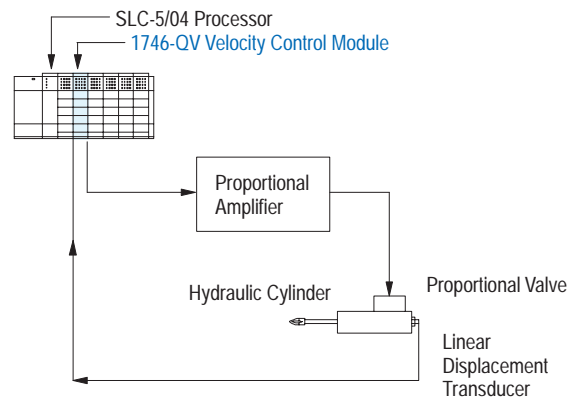 SLC-5/04 Processor
1746-QV Velocity Control Module
Proportional
Amplifier
Hydraulic Cylinder
Proportional Valve
Linear
Displacement
Transducer